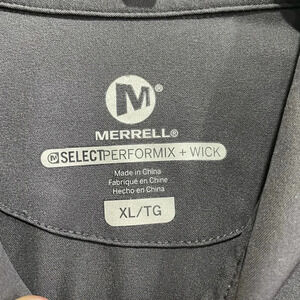 M
MERRELL®
M SELECT PERFORMIX + WICK
Made in China
Fabriqué en Chine
Hecho en China
XL/TG